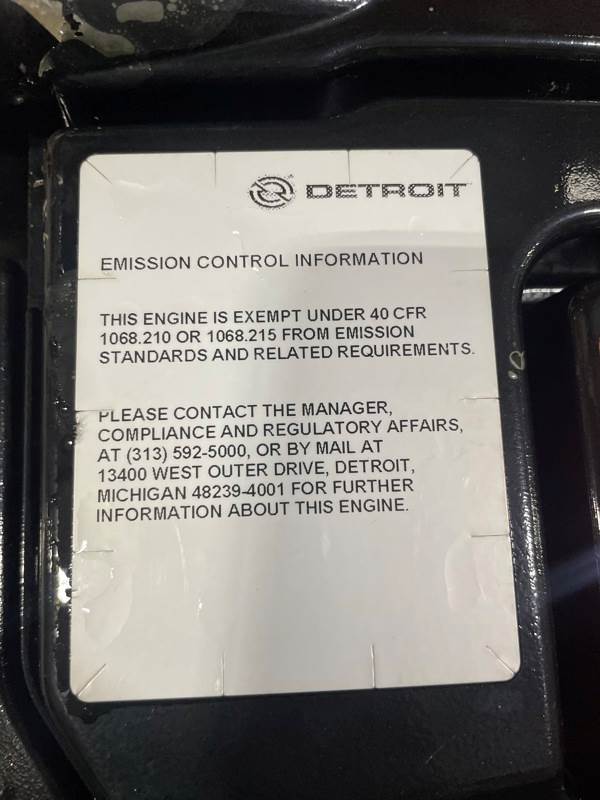 DETROIT
EMISSION CONTROL INFORMATION
THIS ENGINE IS EXEMPT UNDER 40 CFR
1068.210 OR 1068.215 FROM EMISSION
STANDARDS AND RELATED REQUIREMENTS.
PLEASE CONTACT THE MANAGER,
COMPLIANCE AND REGULATORY AFFAIRS,
AT (313) 592-5000, OR BY MAIL AT
13400 WEST OUTER DRIVE, DETROIT,
MICHIGAN 48239-4001 FOR FURTHER
INFORMATION ABOUT THIS ENGINE.